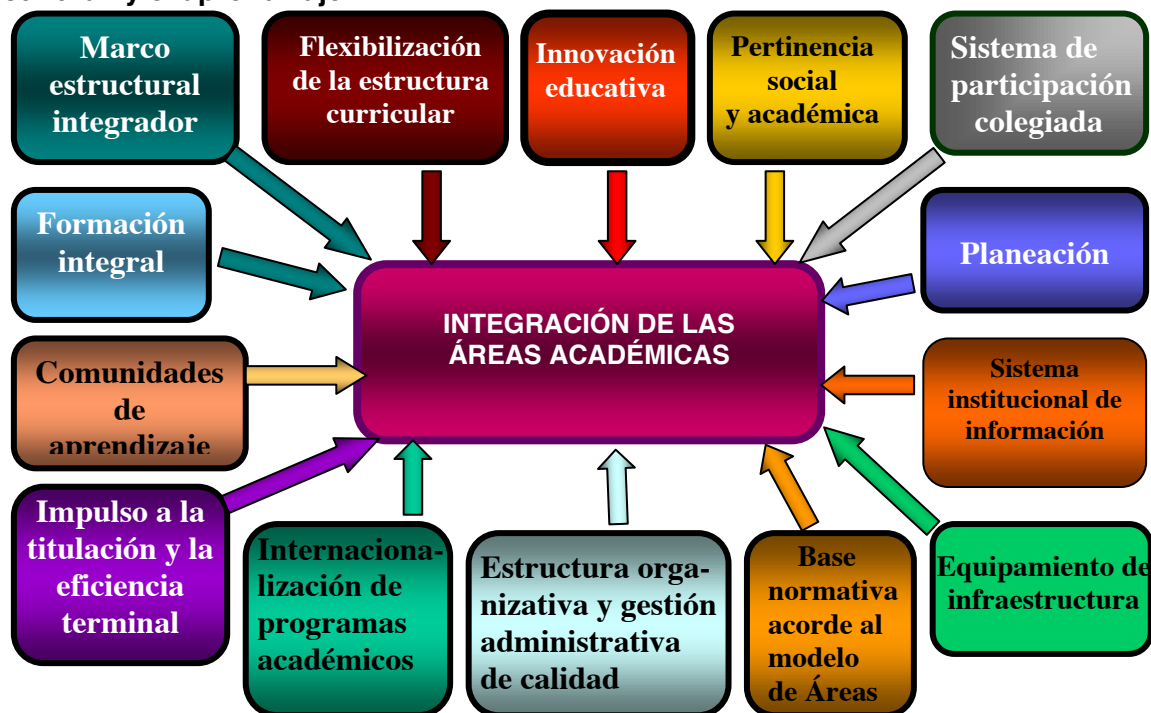 Marco
estructural
integrador
Flexibilización
de la estructura
curricular
Innovación
educativa
Pertinencia
social
y académica
Sistema de
participación
colegiada
Formación
integral
Planeación
INTEGRACIÓN DE LAS
ÁREAS ACADÉMICAS
Comunidades
de
aprendizaje
Sistema
institucional de
información
Impulso a la
titulación y la
eficiencia
terminal
Internaciona-
lización de
programas
académicos
Estructura orga-
nizativa y gestión
administrativa
de calidad
Base
normativa
acorde al
modelo
de Áreas
Equipamiento de
infraestructura